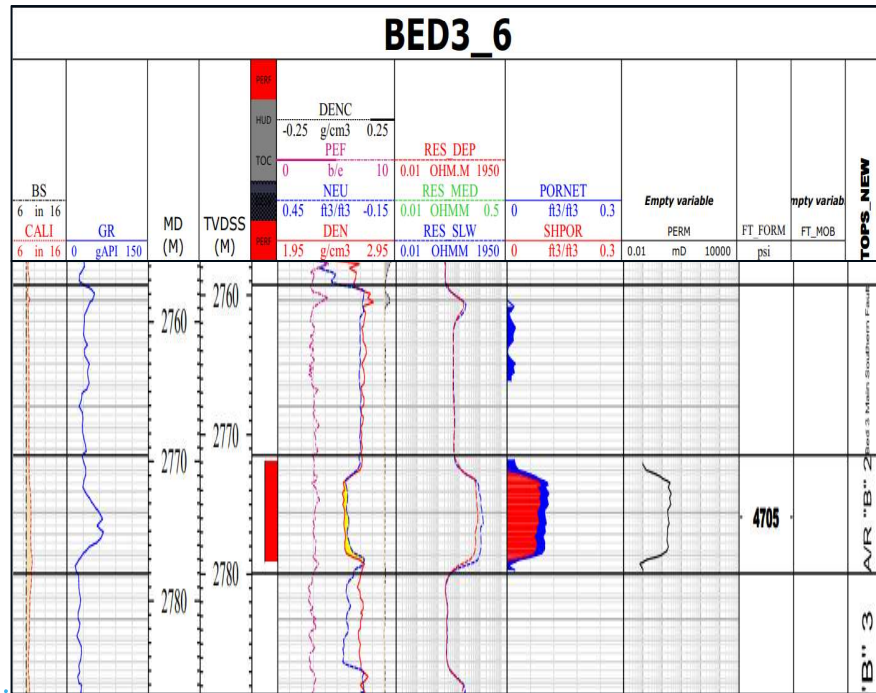 BED3_6
PERF
HUD
TOC
PERF
BS
6 in 16
CALI
6 in 16
GR
0 gAPI 150
MD
(M)
TVDSS
(M)
DENC
-0.25 g/cm3 0.25
PEF
0 b/e 10
NEU
0.45 ft3/ft3 -0.15
DEN
1.95 g/cm3 2.95
RES_DEP
0.01 OHM.M 1950
RES_MED
0.01 OHMM 0.5
RES_SLW
0.01 OHMM 1950
PORNET
0 ft3/ft3 0.3
SHPOR
0 ft3/ft3 0.3
Empty variable
PERM
0.01 mD 10000
FT_FORM
psi
mpty variab
FT_MOB
TOPS_NEW
2760
2760
2770
2770
2780
2780
4705
Bed 3 Main Southern Fault
A/R "B" 2
"B" 3